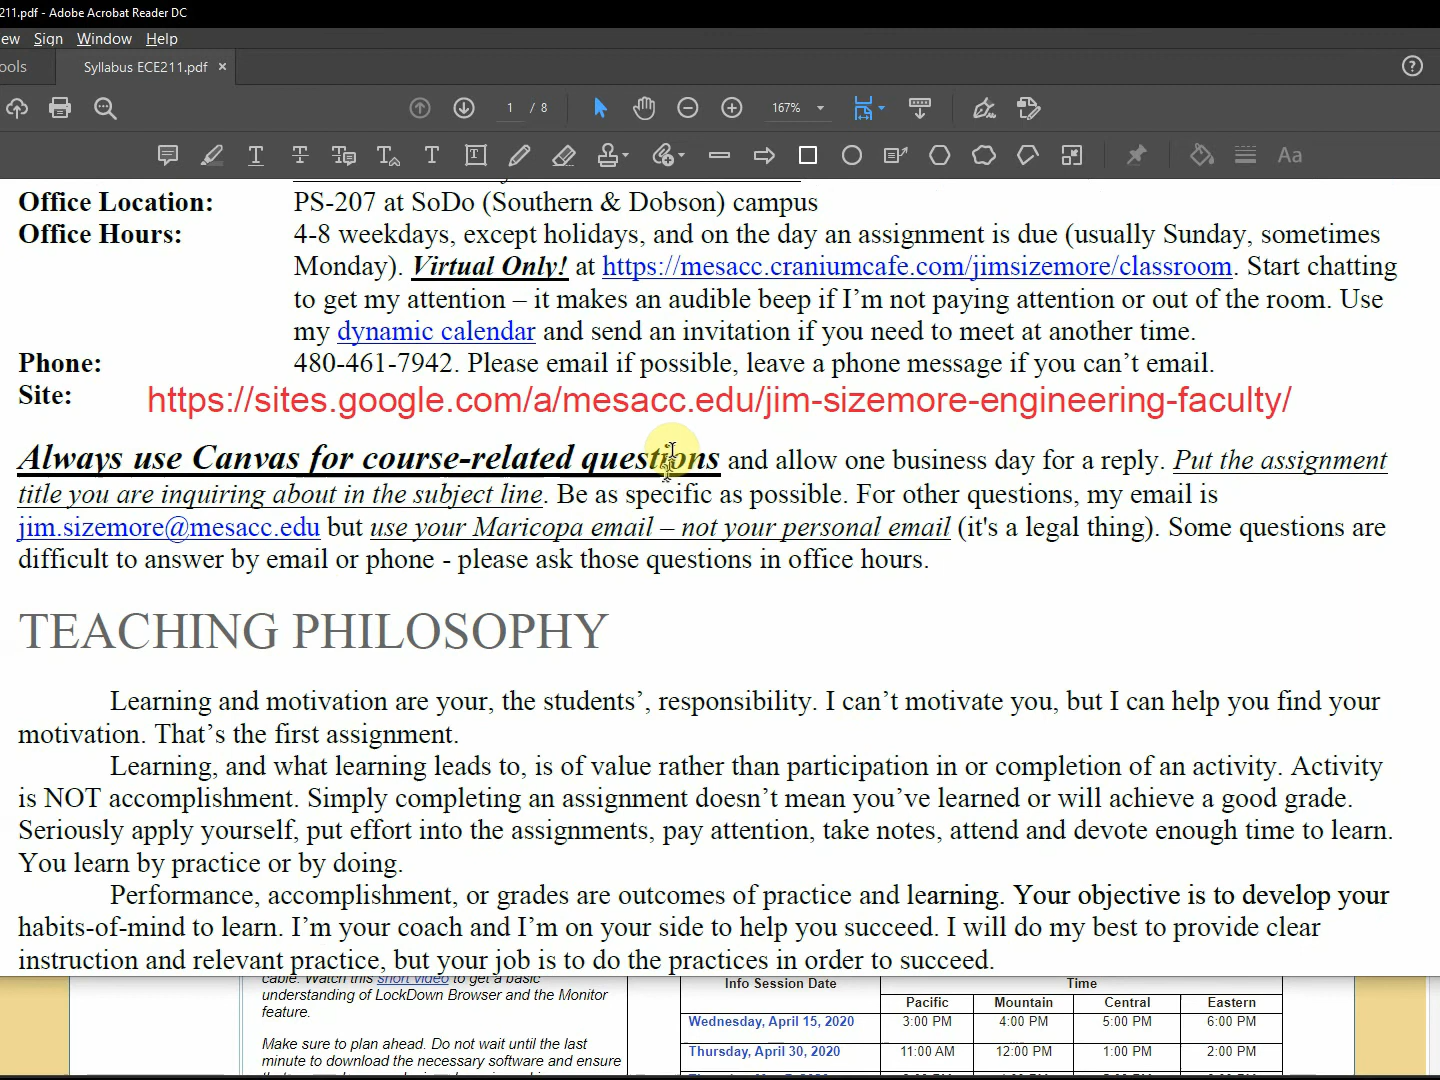 211.pdf - Adobe Acrobat Reader DC
ew Sign Window Help
ools Syllabus ECE211.pdf ×
1 / 8 167%
Office Location: PS-207 at SoDo (Southern & Dobson) campus
Office Hours: 4-8 weekdays, except holidays, and on the day an assignment is due (usually Sunday, sometimes
Monday). Virtual Only! at https://mesacc.craniumcafe.com/jimsizemore/classroom. Start chatting
to get my attention – it makes an audible beep if I’m not paying attention or out of the room. Use
my dynamic calendar and send an invitation if you need to meet at another time.
Phone: 480-461-7942. Please email if possible, leave a phone message if you can’t email.
Site: https://sites.google.com/a/mesacc.edu/jim-sizemore-engineering-faculty/
Always use Canvas for course-related questions and allow one business day for a reply. Put the assignment
title you are inquiring about in the subject line. Be as specific as possible. For other questions, my email is
jim.sizemore@mesacc.edu but use your Maricopa email – not your personal email (it's a legal thing). Some questions are
difficult to answer by email or phone - please ask those questions in office hours.
TEACHING PHILOSOPHY
Learning and motivation are your, the students’, responsibility. I can’t motivate you, but I can help you find your
motivation. That’s the first assignment.
Learning, and what learning leads to, is of value rather than participation in or completion of an activity. Activity
is NOT accomplishment. Simply completing an assignment doesn’t mean you’ve learned or will achieve a good grade.
Seriously apply yourself, put effort into the assignments, pay attention, take notes, attend and devote enough time to learn.
You learn by practice or by doing.
Performance, accomplishment, or grades are outcomes of practice and learning. Your objective is to develop your
habits-of-mind to learn. I’m your coach and I’m on your side to help you succeed. I will do my best to provide clear
instruction and relevant practice, but your job is to do the practices in order to succeed.
cable. Watch this short video to get a basic
understanding of LockDown Browser and the Monitor
feature.
Make sure to plan ahead. Do not wait until the last
minute to download the necessary software and ensure
Info Session Date Time
Pacific Mountain Central Eastern
Wednesday, April 15, 2020 3:00 PM 4:00 PM 5:00 PM 6:00 PM
Thursday, April 30, 2020 11:00 AM 12:00 PM 1:00 PM 2:00 PM